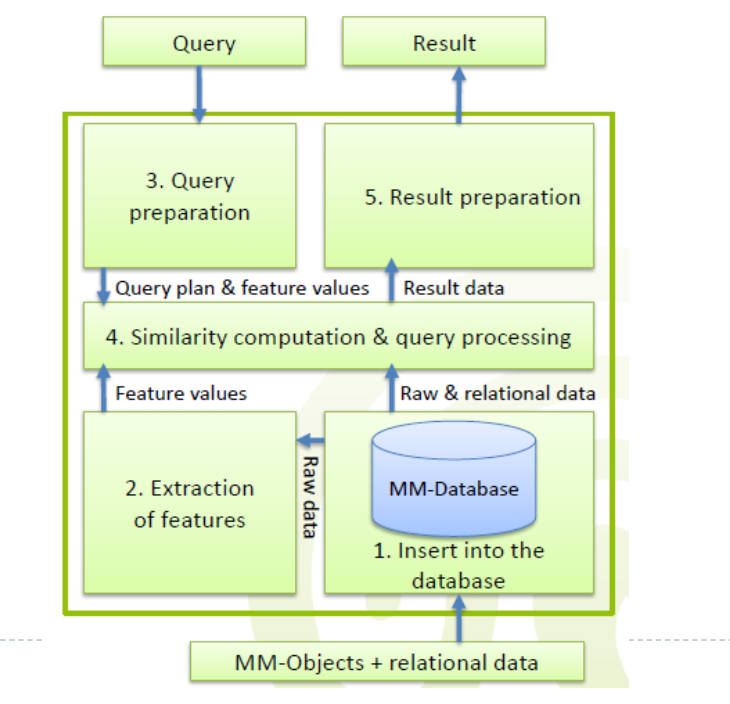 Query
Result
3. Query
preparation
5. Result preparation
Query plan & feature values
Result data
4. Similarity computation & query processing
Feature values
Raw & relational data
2. Extraction
of features
Raw data
MM-Database
1. Insert into the
database
MM-Objects + relational data